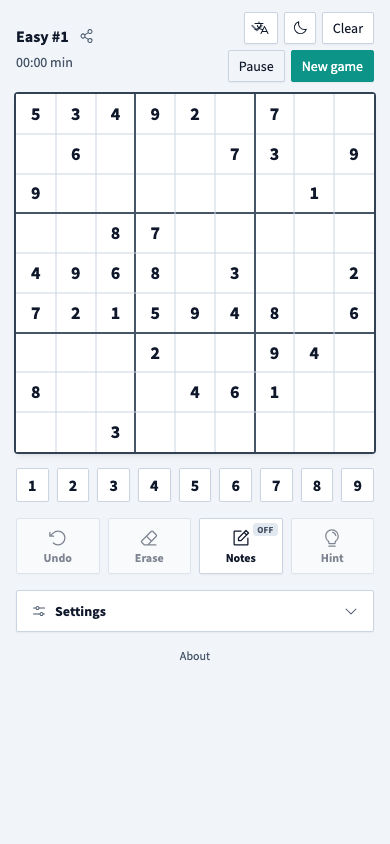 Easy #1
Clear
00:00 min
Pause
New game
5 3 4 9 2 7
6 7 3 9
9 1
8 7
4 9 6 8 3 2
7 2 1 5 9 4 8 6
2 9 4
8 4 6 1
3
1 2 3 4 5 6 7 8 9
Undo
Erase
OFF
Notes
Hint
Settings
About